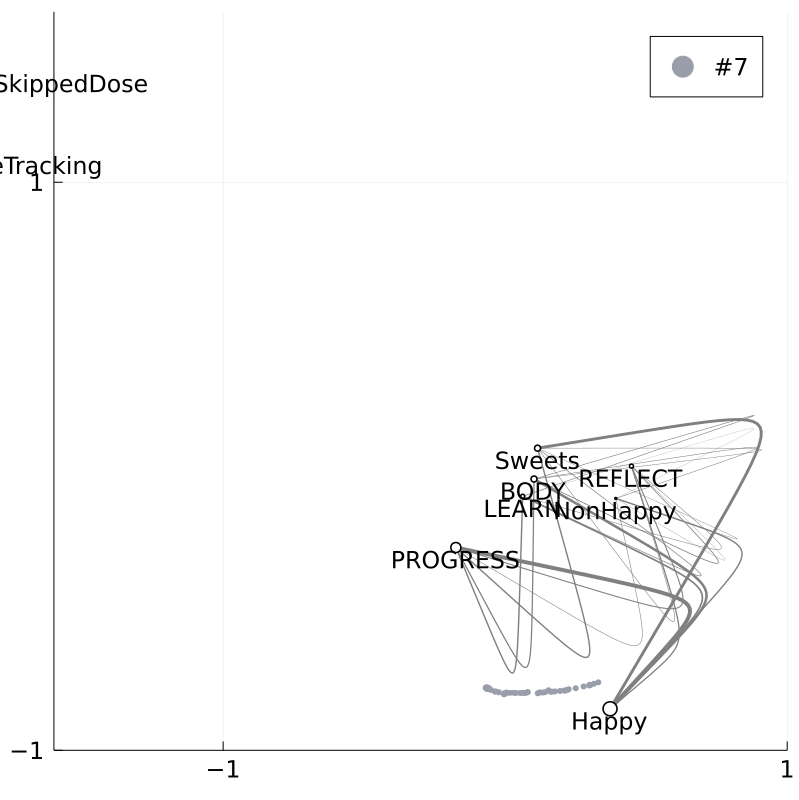 #7
SkippedDose
eTracking
1
Sweets
REFLECT
BODY
LEARN
NonHappy
PROGRESS
Happy
−1
−1
1